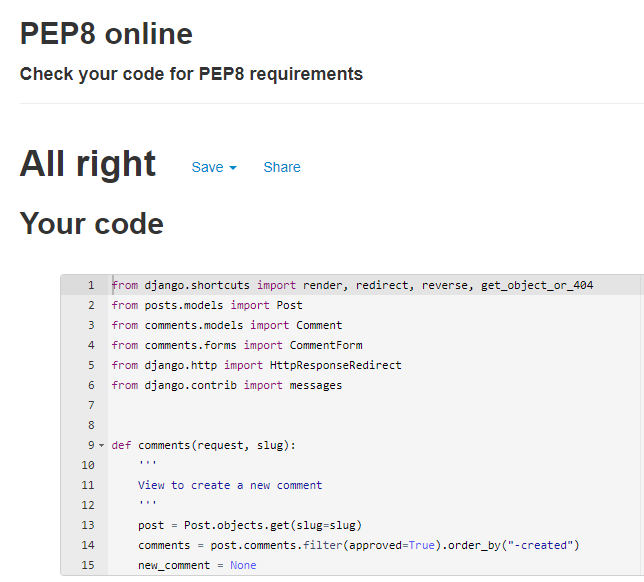 PEP8 online
Check your code for PEP8 requirements
All right Save Share
Your code
1 from django.shortcuts import render, redirect, reverse, get_object_or_404
2 from posts.models import Post
3 from comments.models import Comment
4 from comments.forms import CommentForm
5 from django.http import HttpResponseRedirect
6 from django.contrib import messages
7
8
9 def comments(request, slug):
10 '''
11 View to create a new comment
12 '''
13 post = Post.objects.get(slug=slug)
14 comments = post.comments.filter(approved=True).order_by("-created")
15 new_comment = None